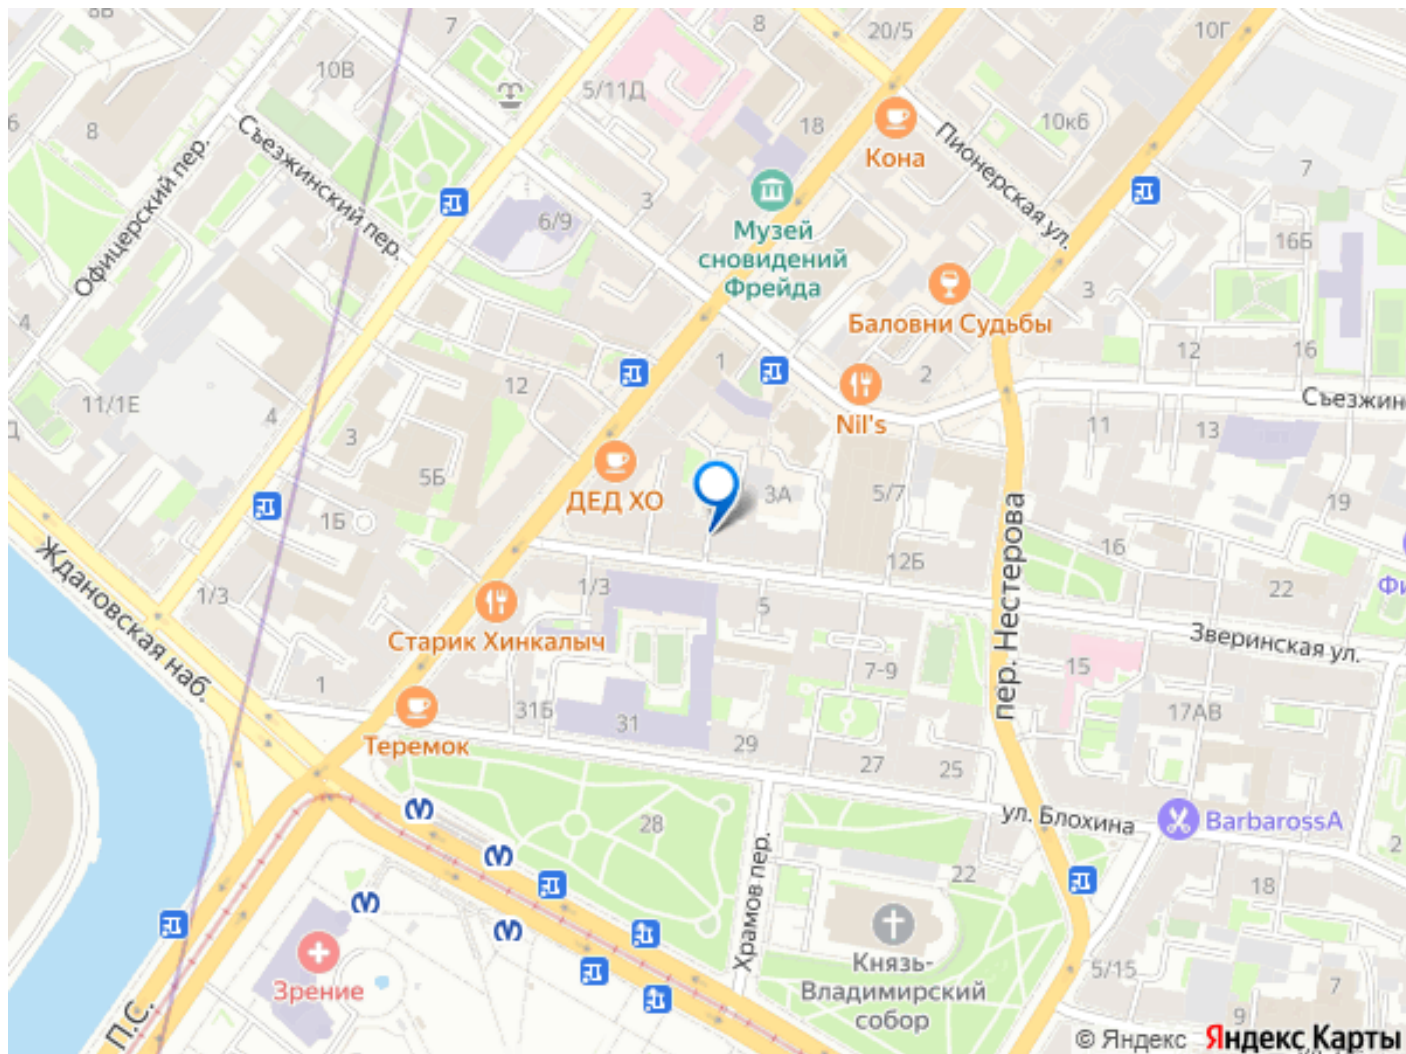 7
8
20/5
10Г
10В
5/11Д
8
18
10к6
Кона
Пионерская ул.
7
Съезжинский пер.
Офицерский пер.
3
6/9
Музей
сновидений
Фрейда
16Б
3
Баловни Судьбы
4
12
16
1
2
12
11/1Е
4
3
Nil's
Съежин
11
13
5Б
ДЕД ХО
3А
5/7
19
1Б
пер. Нестерова
16
12Б
22
Фи
Ждановская наб.
1/3
1/3
5
Старик Хинкалыч
Зверинская ул.
15
7-9
1
31Б
31
17АВ
Теремок
29
27
25
ул. Блохина
BarbarossA
28
2
22
18
Храмов пер.
Князь-
Владимирский
собор
Зрение
5/15
7
9
П.С.
© Яндекс Яндекс Карты